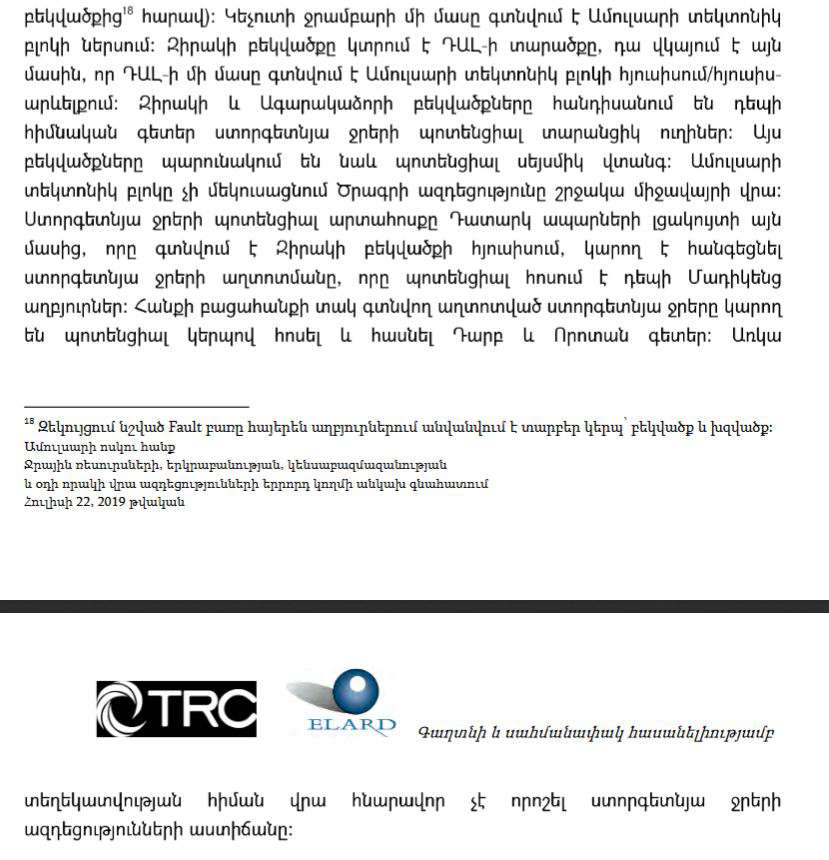 բեկվածքից18 հարավ): Կեչուտի ջրամբարի մի մասը գտնվում է Ամուլսարի տեկտոնիկ
բլոկի ներսում: Զիրակի բեկվածքը կտրում է ԴԱԼ-ի տարածքը, դա վկայում է այն
մասին, որ ԴԱԼ-ի մի մասը գտնվում է Ամուլսարի տեկտոնիկ բլոկի հյուսիսում/հյուսիս-
արևելքում: Զիրակի և Ագարակաձորի բեկվածքները հանդիսանում են դեպի
հիմնական գետեր ստորգետնյա ջրերի պոտենցիալ տարանցիկ ուղիներ: Այս
բեկվածքները պարունակում են նաև պոտենցիալ սեյսմիկ վտանգ: Ամուլսարի
տեկտոնիկ բլոկը չի մեկուսացնում Ծրագրի ազդեցությունը շրջակա միջավայրի վրա:
Ստորգետնյա ջրերի պոտենցիալ արտահոսքը Դատարկ ապարների լցակույտի այն
մասից, որը գտնվում է Զիրակի բեկվածքի հյուսիսում, կարող է հանգեցնել
ստորգետնյա ջրերի աղտոտմանը, որը պոտենցիալ հոսում է դեպի Մադիկենց
աղբյուրներ: Հանքի բացահանքի տակ գտնվող աղտոտված ստորգետնյա ջրերը կարող
են պոտենցիալ կերպով հոսել և հասնել Դարբ և Որոտան գետեր: Առկա
18 Զեկույցում նշված Fault բառը հայերեն աղբյուրներում անվանվում է տարբեր կերպ՝ բեկվածք և խզվածք:
Ամուլսարի ոսկու հանք
Ջրային ռեսուրսների, երկրաբանության, կենսաբազմազանության
և օդի որակի վրա ազդեցությունների երրորդ կողմի անկախ գնահատում
Հուլիսի 22, 2019 թվական
TRC
ELARD
Գաղտնի և սահմանափակ հասանելիությամբ
տեղեկատվության հիման վրա հնարավոր չէ որոշել ստորգետնյա ջրերի
ազդեցությունների աստիճանը: